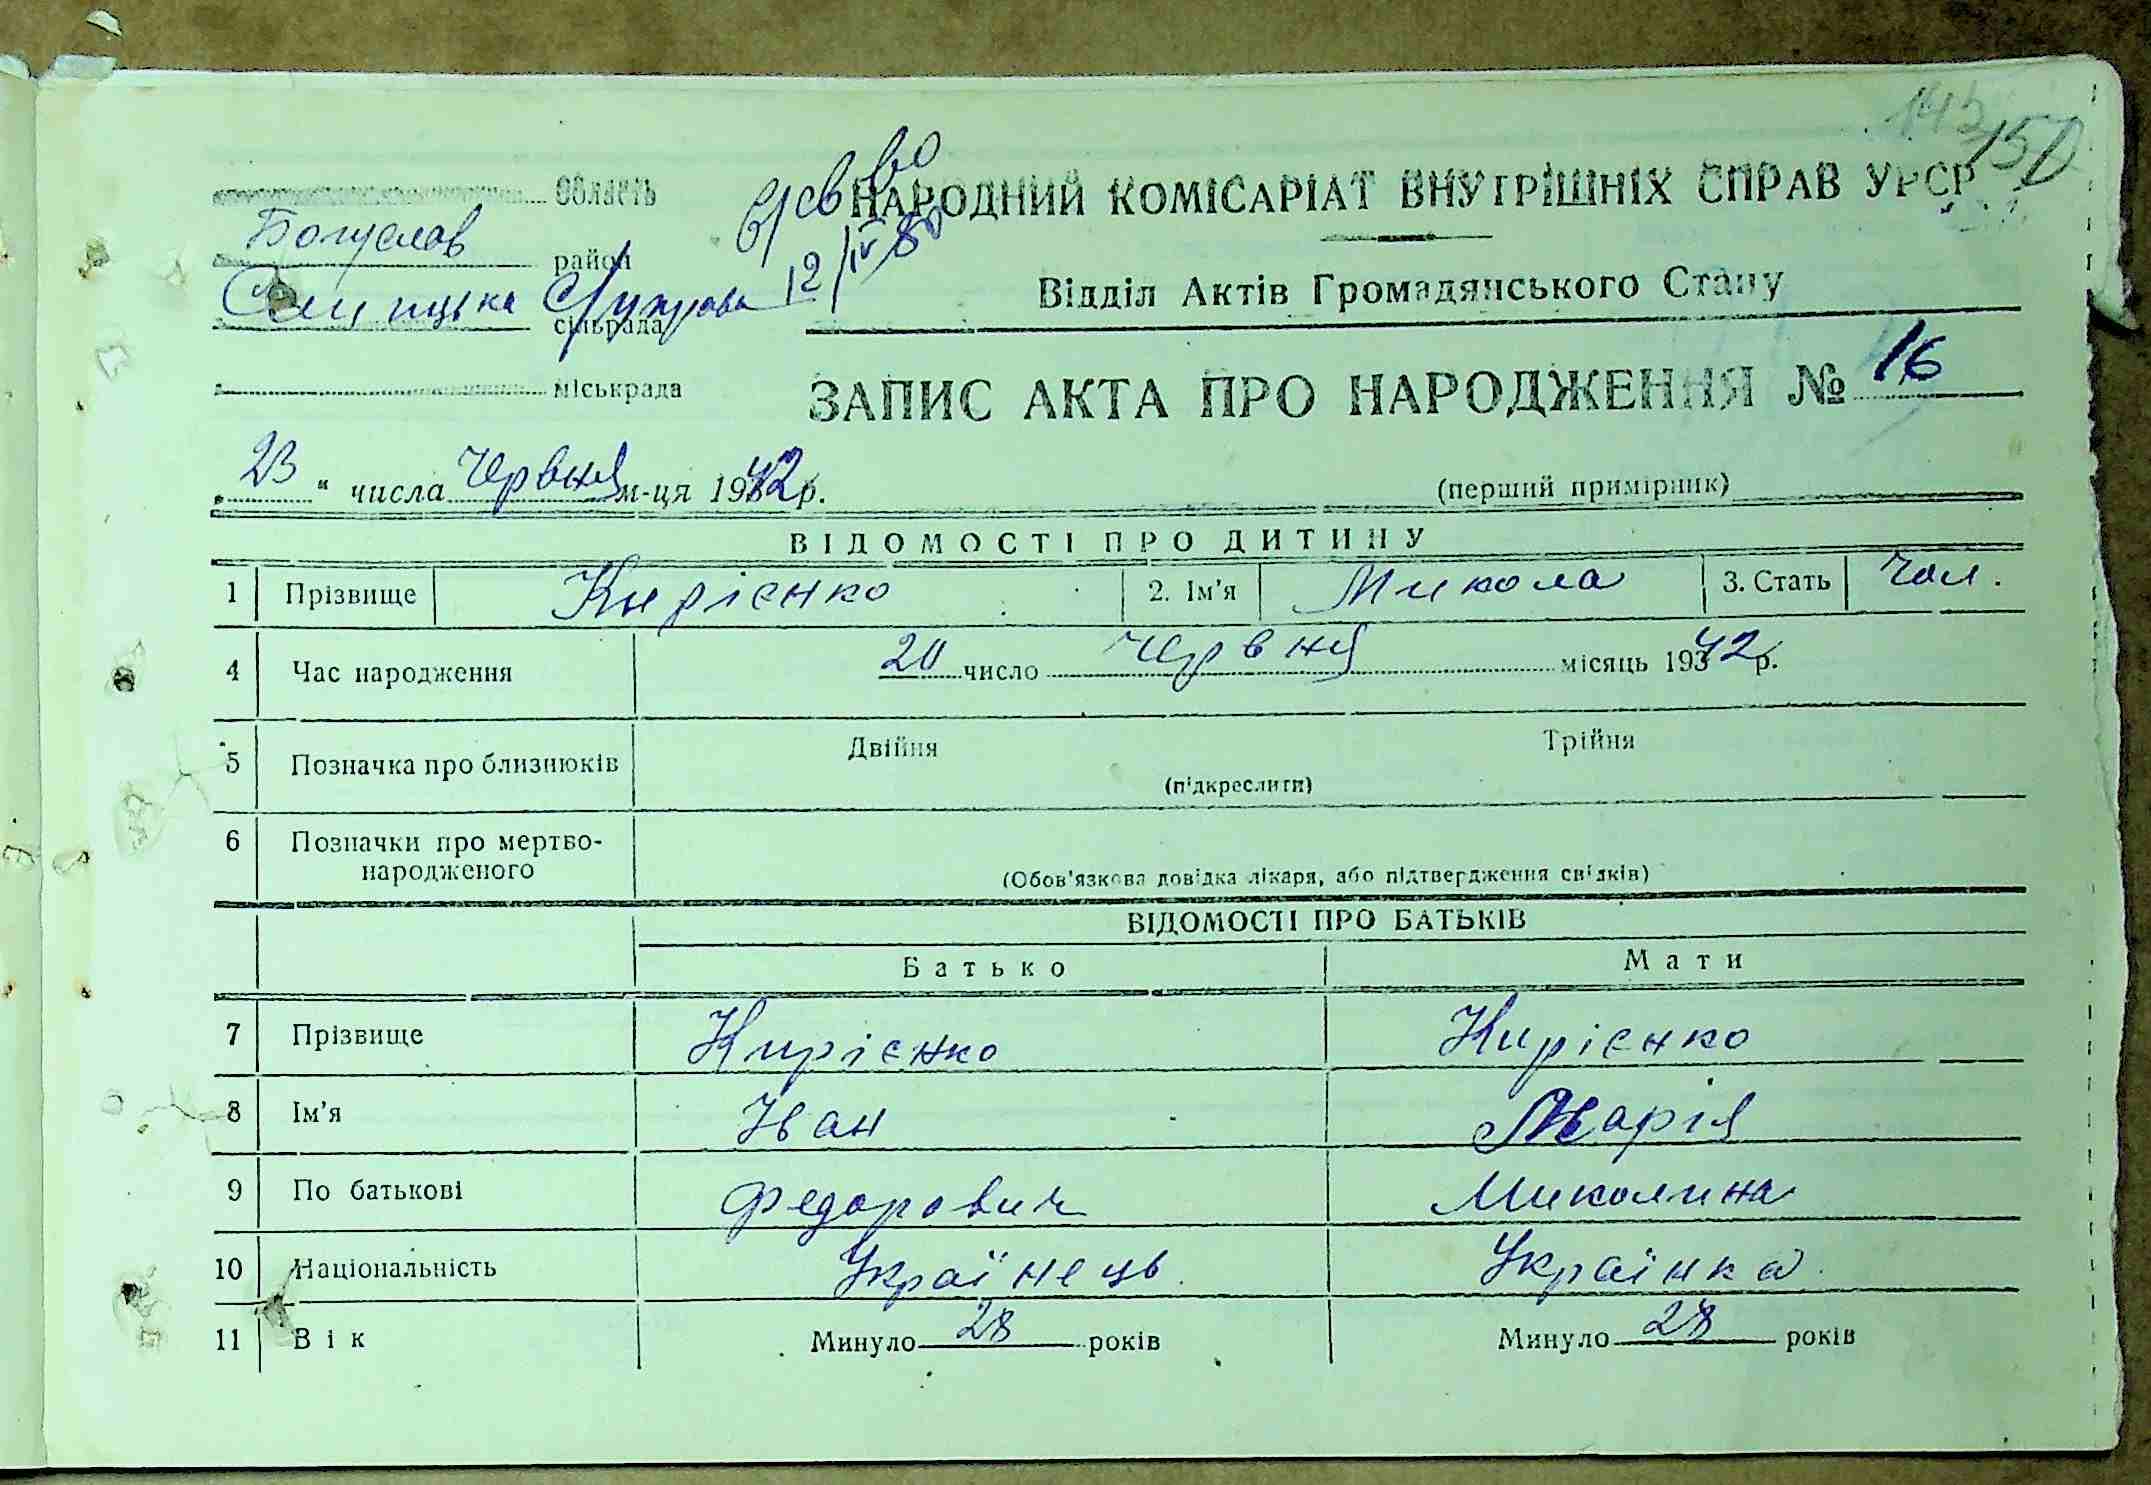 150
в/св во
12/IV 80
область
Богуслав район
сільрада
міськрада
НАРОДНИЙ КОМІСАРІАТ ВНУТРІШНІХ СПРАВ УРСР
Відділ Актів Громадянського Стану
ЗАПИС АКТА ПРО НАРОДЖЕННЯ № 16
„23" числа Червня м-ця 1942 р.
(перший примірник)
ВІДОМОСТІ ПРО ДИТИНУ
1 Прізвище Кирієнко 2. Ім'я Микола 3. Стать Чол.
4 Час народження 20 число Червня місяць 1942 р.
5 Позначка про близнюків Двійня Трійня
(підкреслити)
6 Позначки про мертво-
народженого
(Обов'язкова довідка лікаря, або підтвердження свідків)
ВІДОМОСТІ ПРО БАТЬКІВ
Батько Мати
7 Прізвище Кирієнко Кирієнко
8 Ім'я Іван Марія
9 По батькові Федорович Миколина
10 Національність Українець Українка
11 Вік Минуло 28 років Минуло 28 років